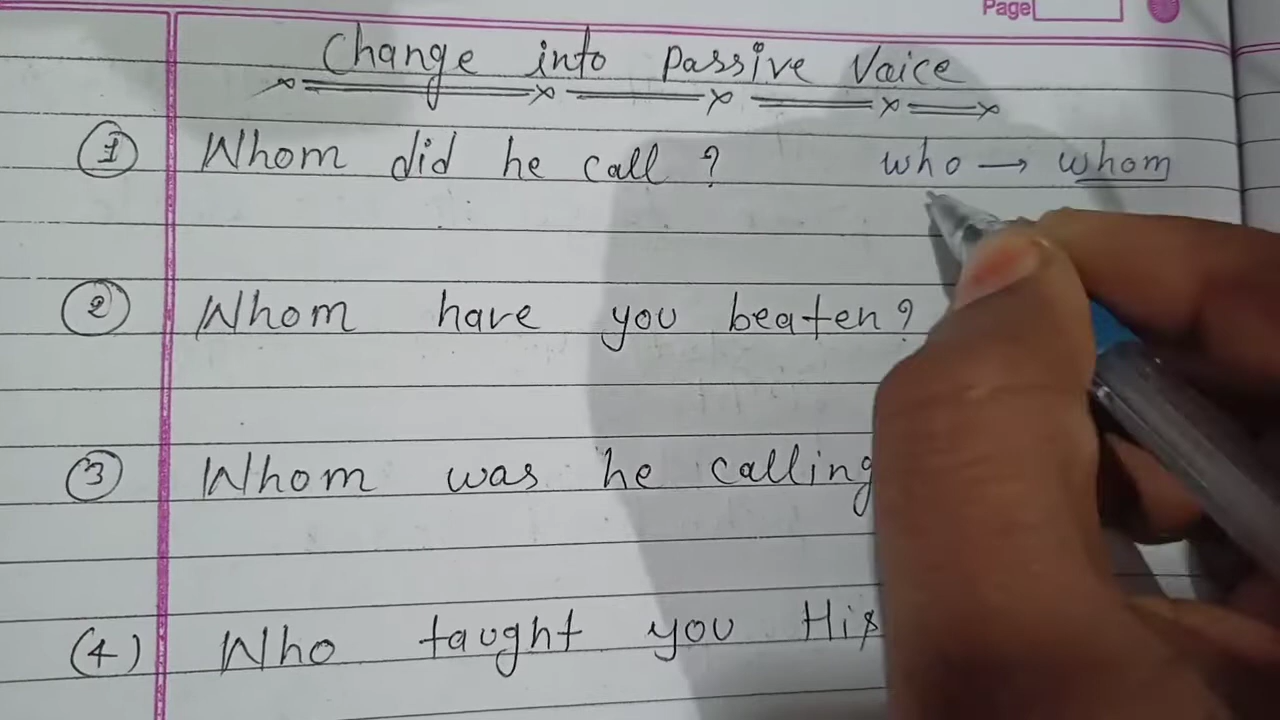 Page
Change into Passive Voice
1 Whom did he call ? who → whom
2 Whom have you beaten?
3 Whom was he calling
(4) Who taught you